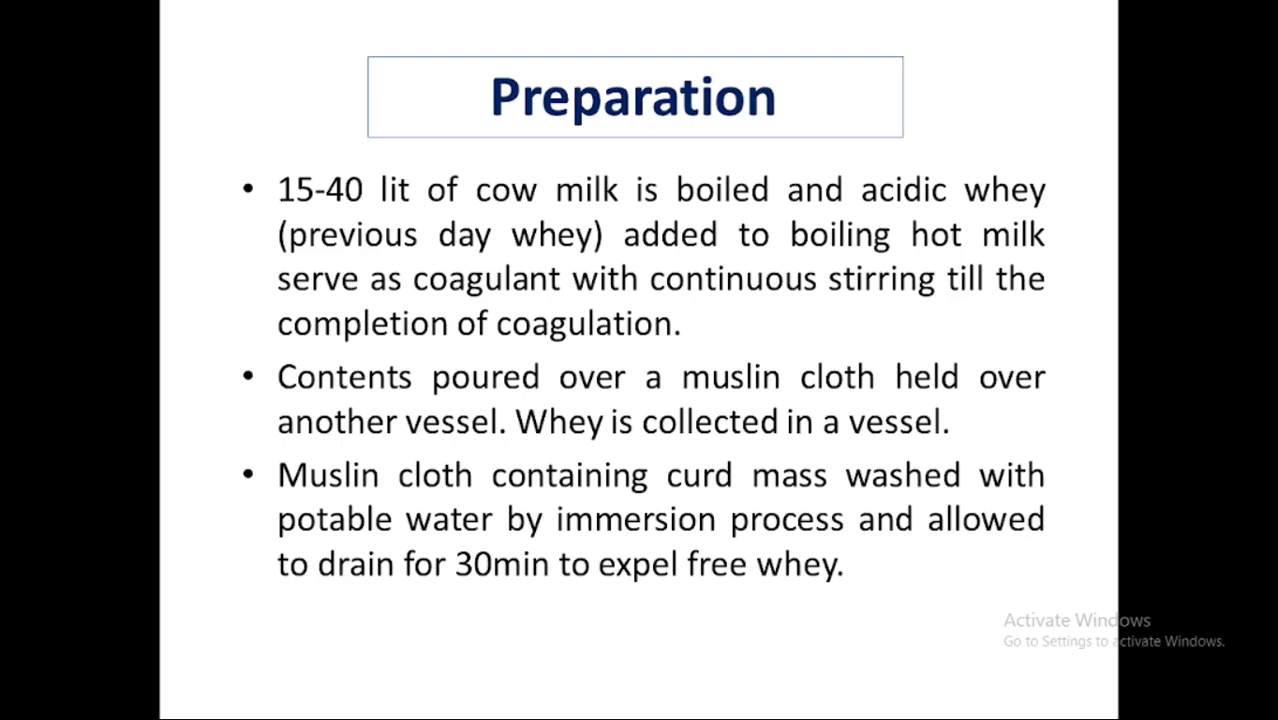 Preparation
• 15-40 lit of cow milk is boiled and acidic whey
(previous day whey) added to boiling hot milk
serve as coagulant with continuous stirring till the
completion of coagulation.
• Contents poured over a muslin cloth held over
another vessel. Whey is collected in a vessel.
• Muslin cloth containing curd mass washed with
potable water by immersion process and allowed
to drain for 30min to expel free whey.
Activate Windows
Go to Settings to activate Windows.